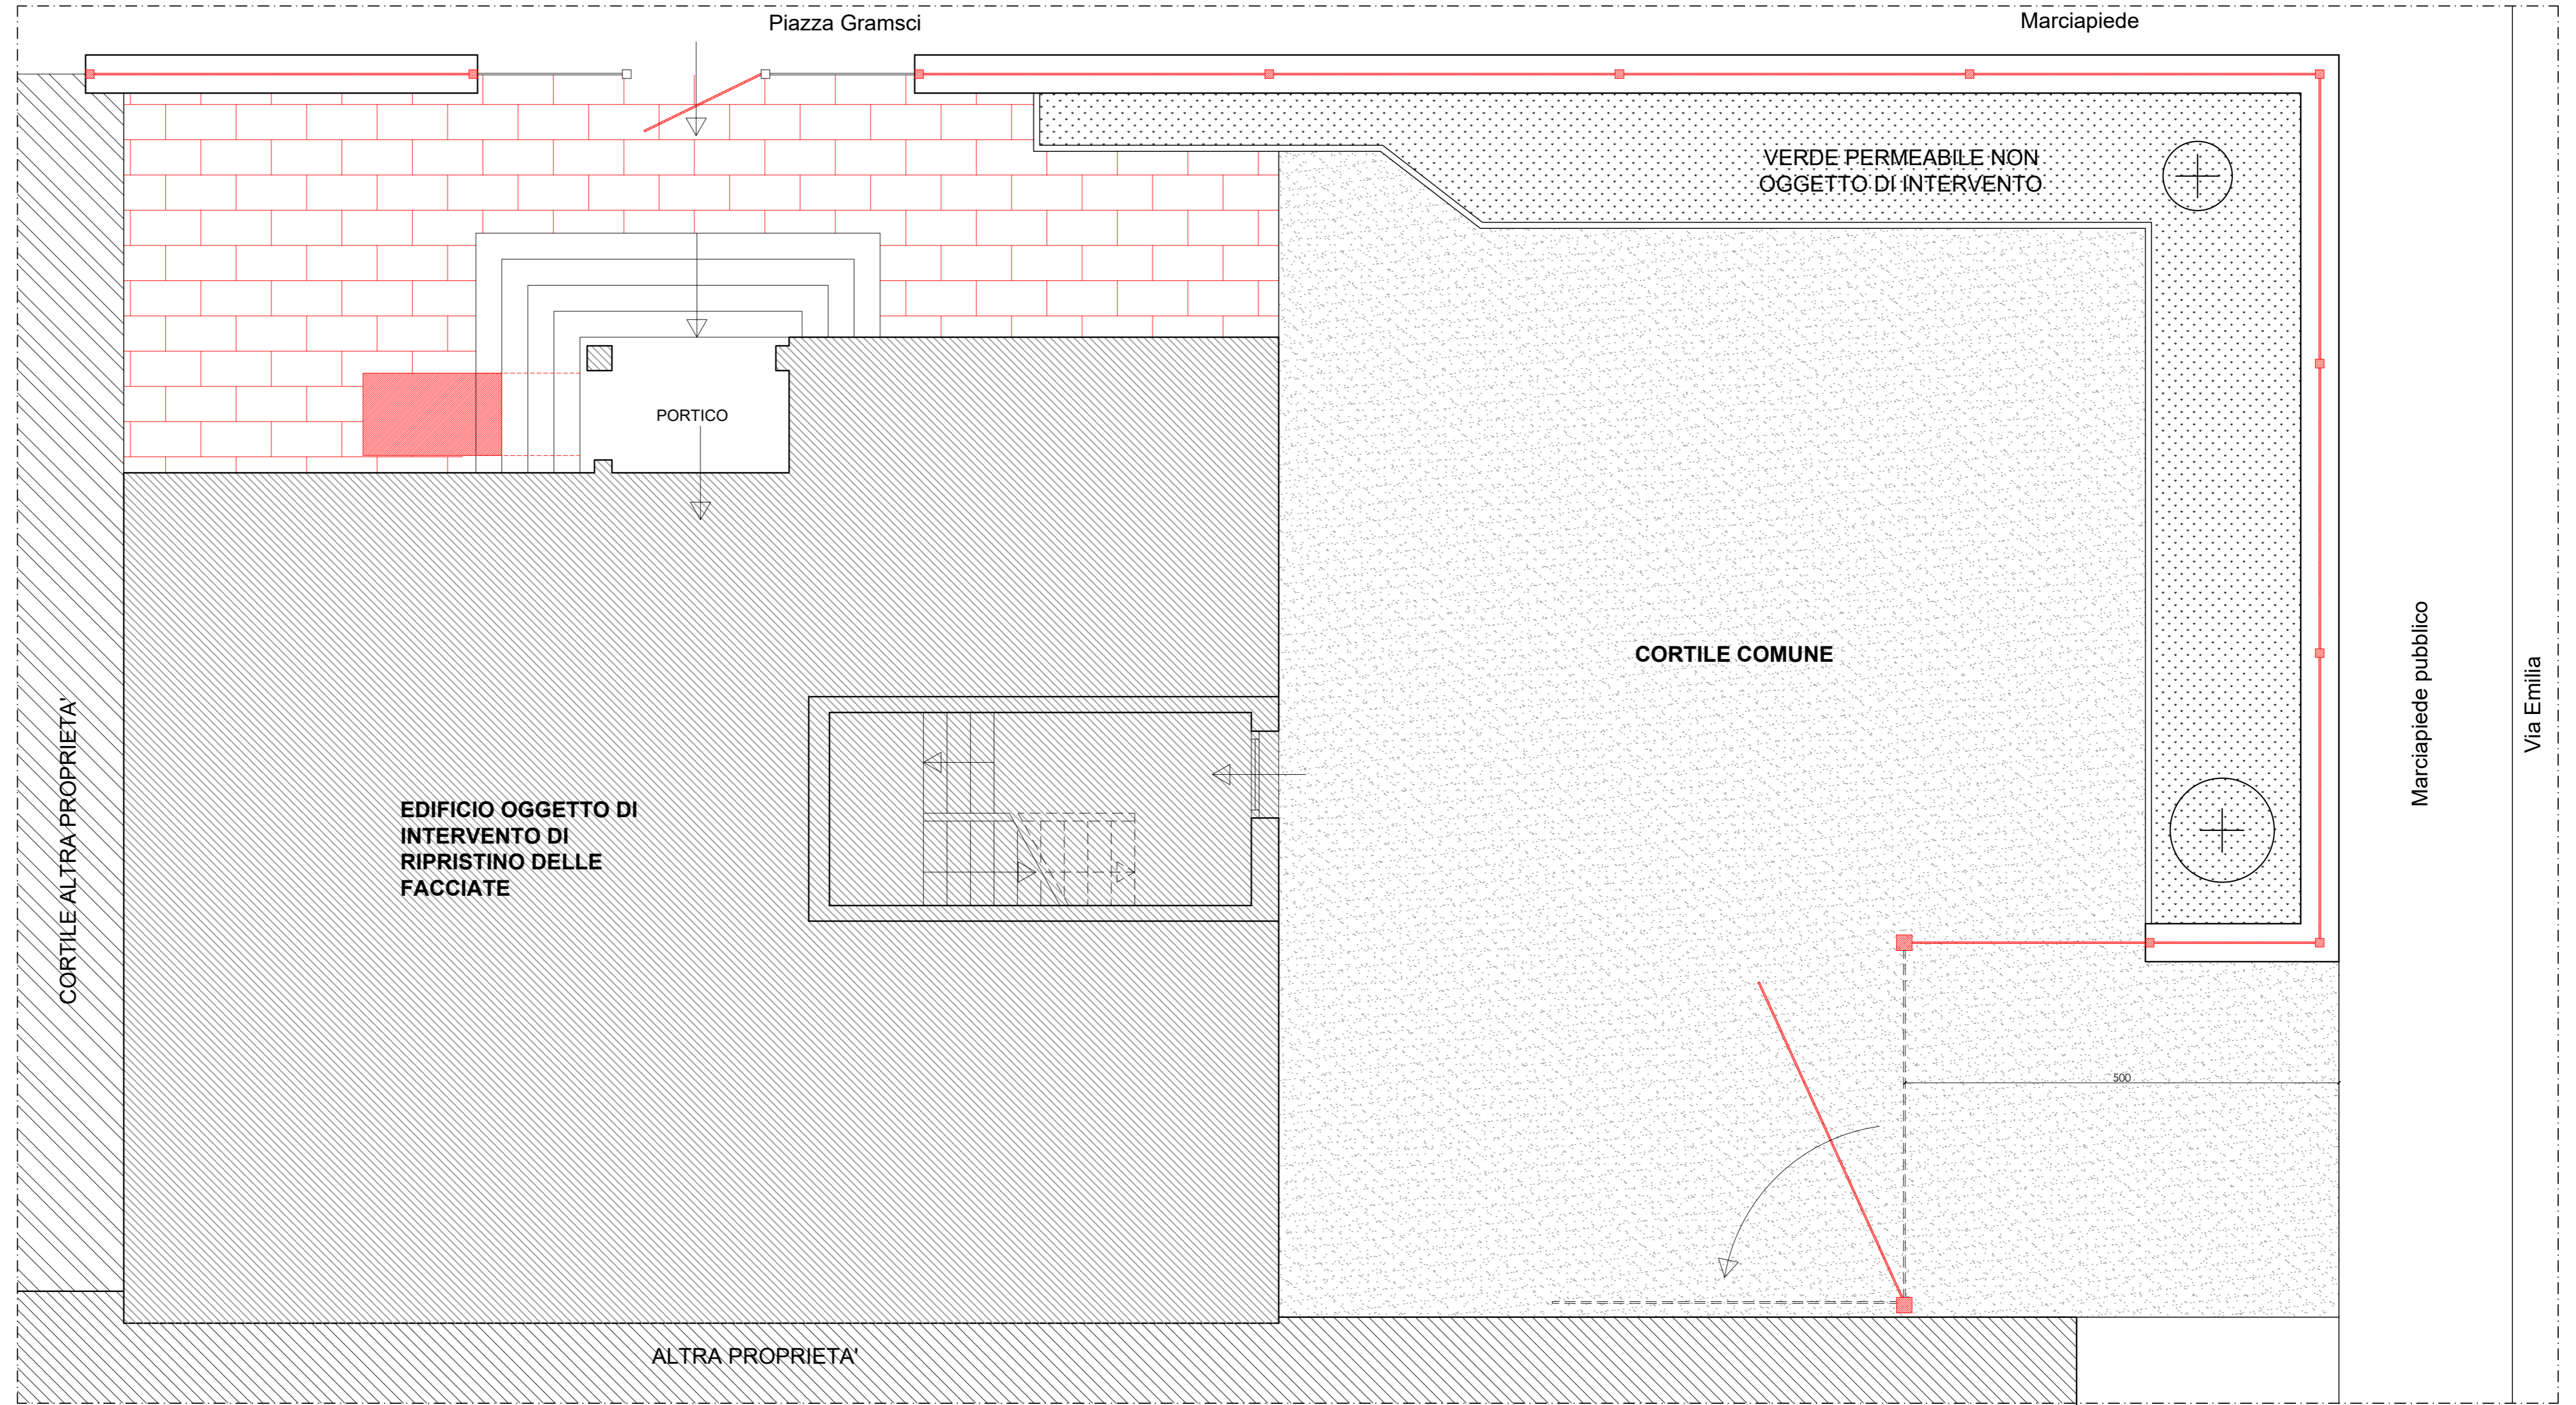 Piazza Gramsci
Marciapiede
VERDE PERMEABILE NON
OGGETTO DI INTERVENTO
PORTICO
CORTILE COMUNE
Marciapiede pubblico
Via Emilia
CORTILE ALTRA PROPRIETA'
EDIFICIO OGGETTO DI
INTERVENTO DI
RIPRISTINO DELLE
FACCIATE
500
ALTRA PROPRIETA'